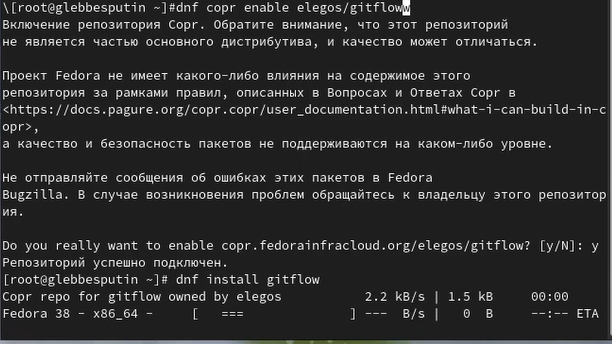 \[root@glebbesputin ~]#dnf copr enable elegos/gitfloww
Включение репозитория Copr. Обратите внимание, что этот репозиторий
не является частью основного дистрибутива, и качество может отличаться.
Проект Fedora не имеет какого-либо влияния на содержимое этого
репозитория за рамками правил, описанных в Вопросах и Ответах Copr в
<https://docs.pagure.org/copr.copr/user_documentation.html#what-i-can-build-in-c
opr>,
а качество и безопасность пакетов не поддерживаются на каком-либо уровне.
Не отправляйте сообщения об ошибках этих пакетов в Fedora
Bugzilla. В случае возникновения проблем обращайтесь к владельцу этого репозитор
ия.
Do you really want to enable copr.fedorainfracloud.org/elegos/gitflow? [y/N]: y
Репозиторий успешно подключен.
[root@glebbesputin ~]# dnf install gitflow
Copr repo for gitflow owned by elegos 2.2 kB/s | 1.5 kB 00:00
Fedora 38 - x86_64 - [ === ] --- B/s | 0 B --:-- ETA